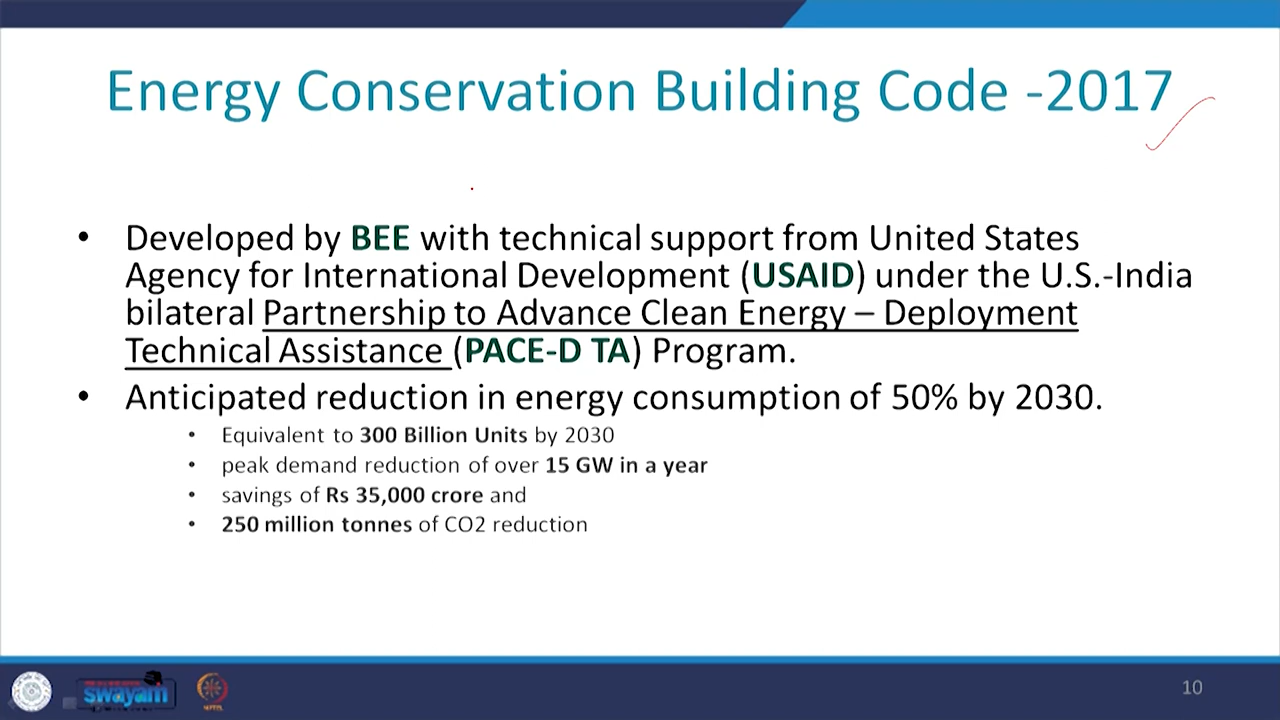 Energy Conservation Building Code -2017
• Developed by BEE with technical support from United States
Agency for International Development (USAID) under the U.S.-India
bilateral Partnership to Advance Clean Energy – Deployment
Technical Assistance (PACE-D TA) Program.
• Anticipated reduction in energy consumption of 50% by 2030.
• Equivalent to 300 Billion Units by 2030
• peak demand reduction of over 15 GW in a year
• savings of Rs 35,000 crore and
• 250 million tonnes of CO2 reduction
swayam
10